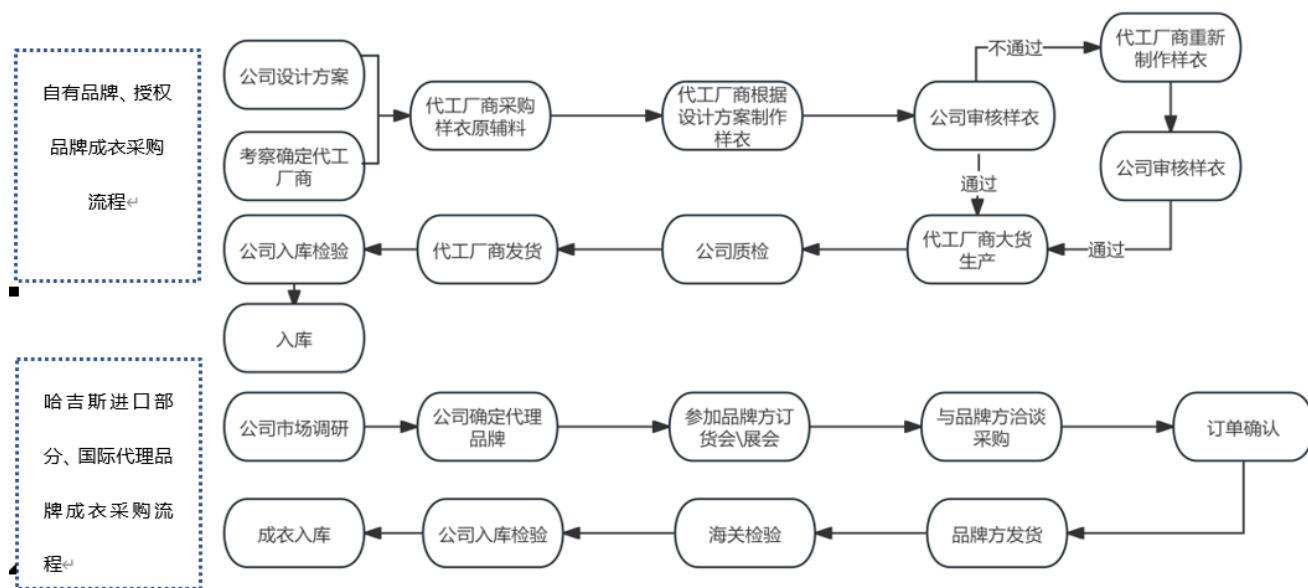 自有品牌、授权
品牌成衣采购
流程↵
公司设计方案
考察确定代工
厂商
代工厂商采购
样衣原辅料
代工厂商根据
设计方案制作
样衣
公司审核样衣
不通过
代工厂商重新
制作样衣
公司审核样衣
通过
通过
代工厂商大货
生产
公司质检
代工厂商发货
公司入库检验
入库
哈吉斯进口部
分、国际代理品
牌成衣采购流
程↵
公司市场调研
公司确定代理
品牌
参加品牌方订
货会\展会
与品牌方洽谈
采购
订单确认
品牌方发货
海关检验
公司入库检验
成衣入库